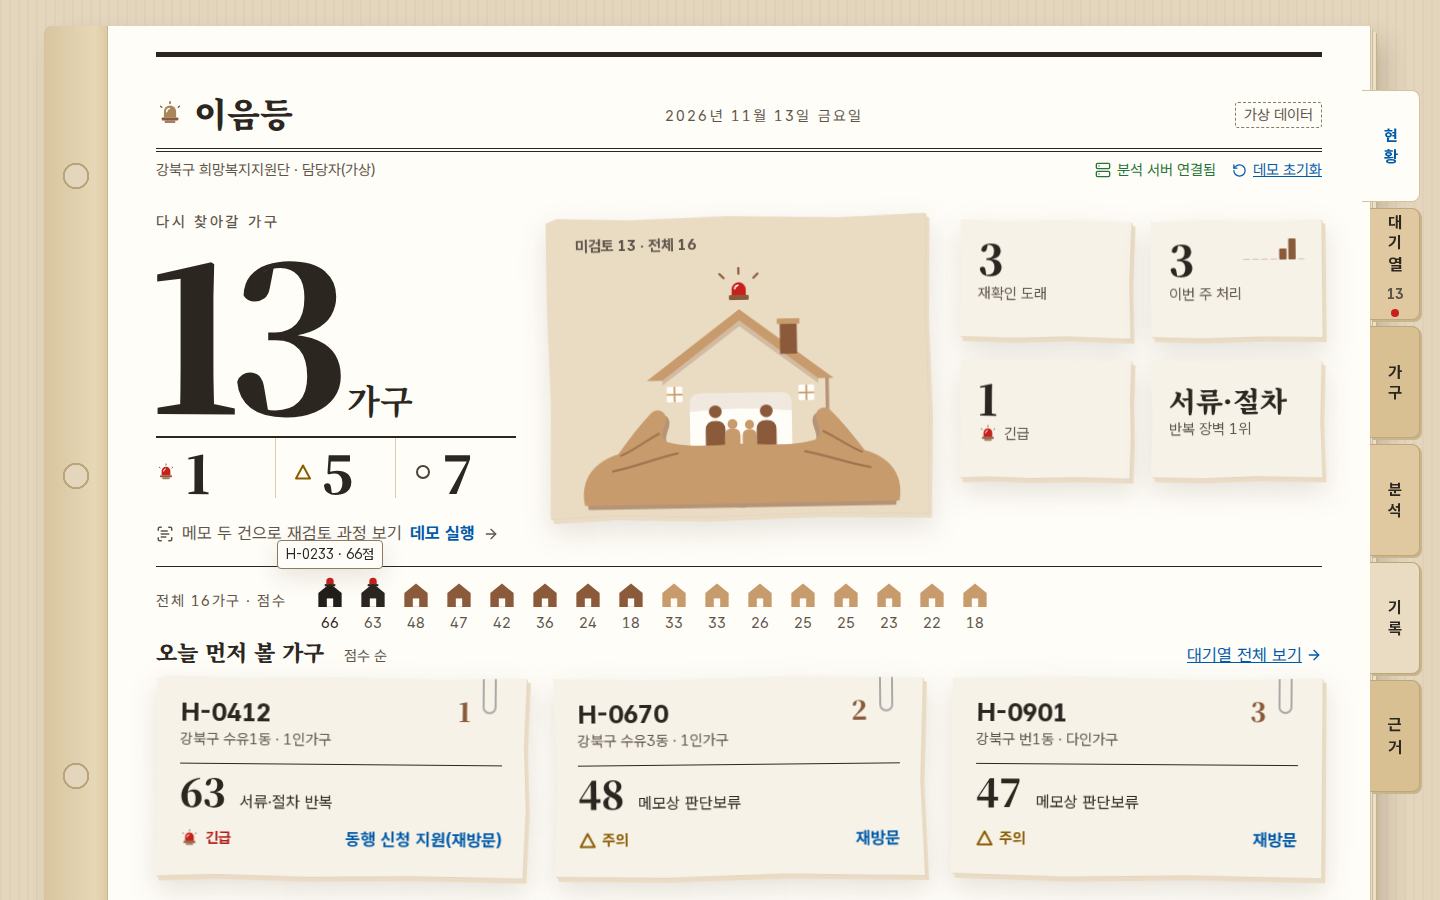 이음등
2026년 11월 13일 금요일
가상 데이터
강북구 희망복지지원단 · 담당자(가상)
분석 서버 연결됨
데모 초기화
다시 찾아갈 가구
13가구
1
5
7
메모 두 건으로 재검토 과정 보기 데모 실행
미검토 13 · 전체 16
3
재확인 도래
3
이번 주 처리
1
긴급
서류·절차
반복 장벽 1위
H-0233 · 66점
전체 16가구 · 점수
66 63 48 47 42 36 24 18 33 33 26 25 25 23 22 18
오늘 먼저 볼 가구 점수 순
대기열 전체 보기
H-0412
1
강북구 수유1동 · 1인가구
63 서류·절차 반복
긴급
동행 신청 지원(재방문)
H-0670
2
강북구 수유3동 · 1인가구
48 메모상 판단보류
주의
재방문
H-0901
3
강북구 번1동 · 다인가구
47 메모상 판단보류
주의
재방문
현황
대기열
13
가구
분석
기록
근거